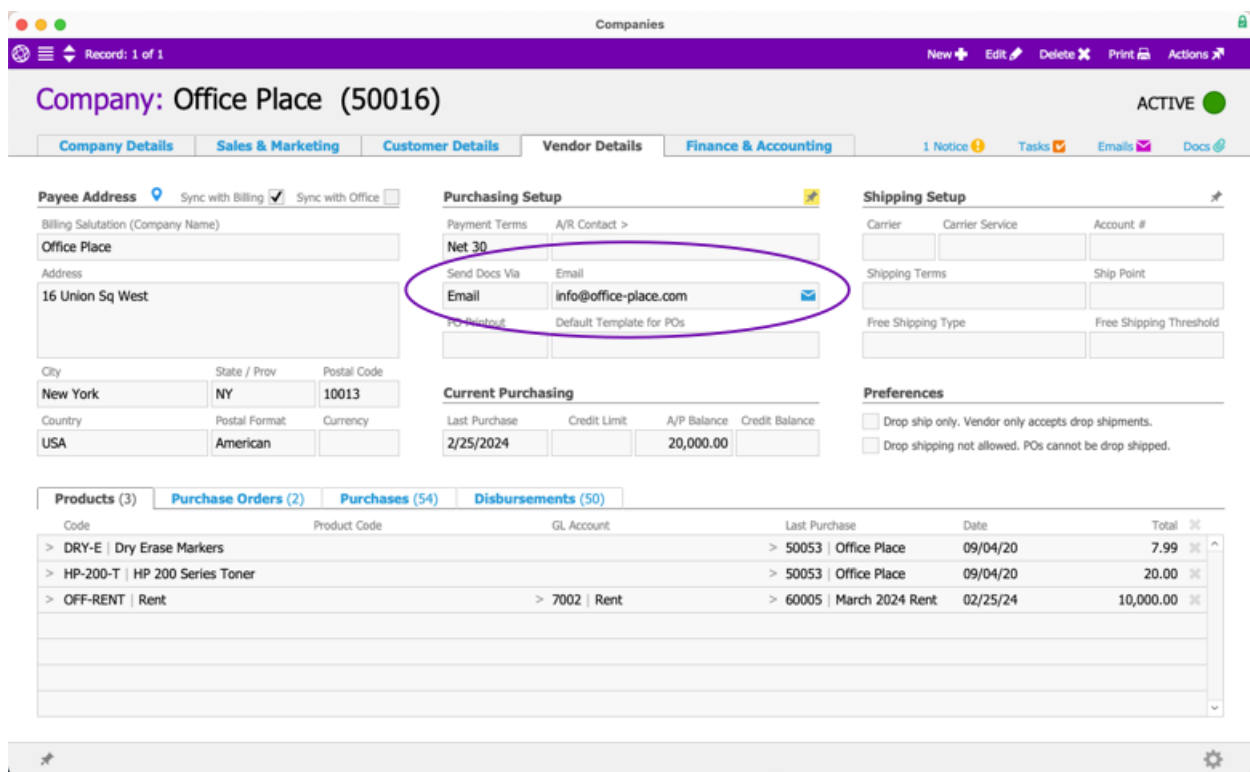 Companies
Record: 1 of 1 New Edit Delete Print Actions
Company: Office Place (50016) ACTIVE
Company Details Sales & Marketing Customer Details Vendor Details Finance & Accounting 1 Notice Tasks Emails Docs
Payee Address Sync with Billing Sync with Office Purchasing Setup Shipping Setup
Billing Salutation (Company Name) Payment Terms A/R Contact > Carrier Carrier Service Account #
Office Place Net 30
Address Send Docs Via Email Shipping Terms Ship Point
16 Union Sq West Email info@office-place.com
PO Printout Default Template for POs Free Shipping Type Free Shipping Threshold
City State / Prov Postal Code
New York NY 10013 Current Purchasing Preferences
Country Postal Format Currency Last Purchase Credit Limit A/P Balance Credit Balance Drop ship only. Vendor only accepts drop shipments.
USA American 2/25/2024 20,000.00 Drop shipping not allowed. POs cannot be drop shipped.
Products (3) Purchase Orders (2) Purchases (54) Disbursements (50)
Code Product Code GL Account Last Purchase Date Total
> DRY-E | Dry Erase Markers > 50053 | Office Place 09/04/20 7.99
> HP-200-T | HP 200 Series Toner > 50053 | Office Place 09/04/20 20.00
> OFF-RENT | Rent > 7002 | Rent > 60005 | March 2024 Rent 02/25/24 10,000.00